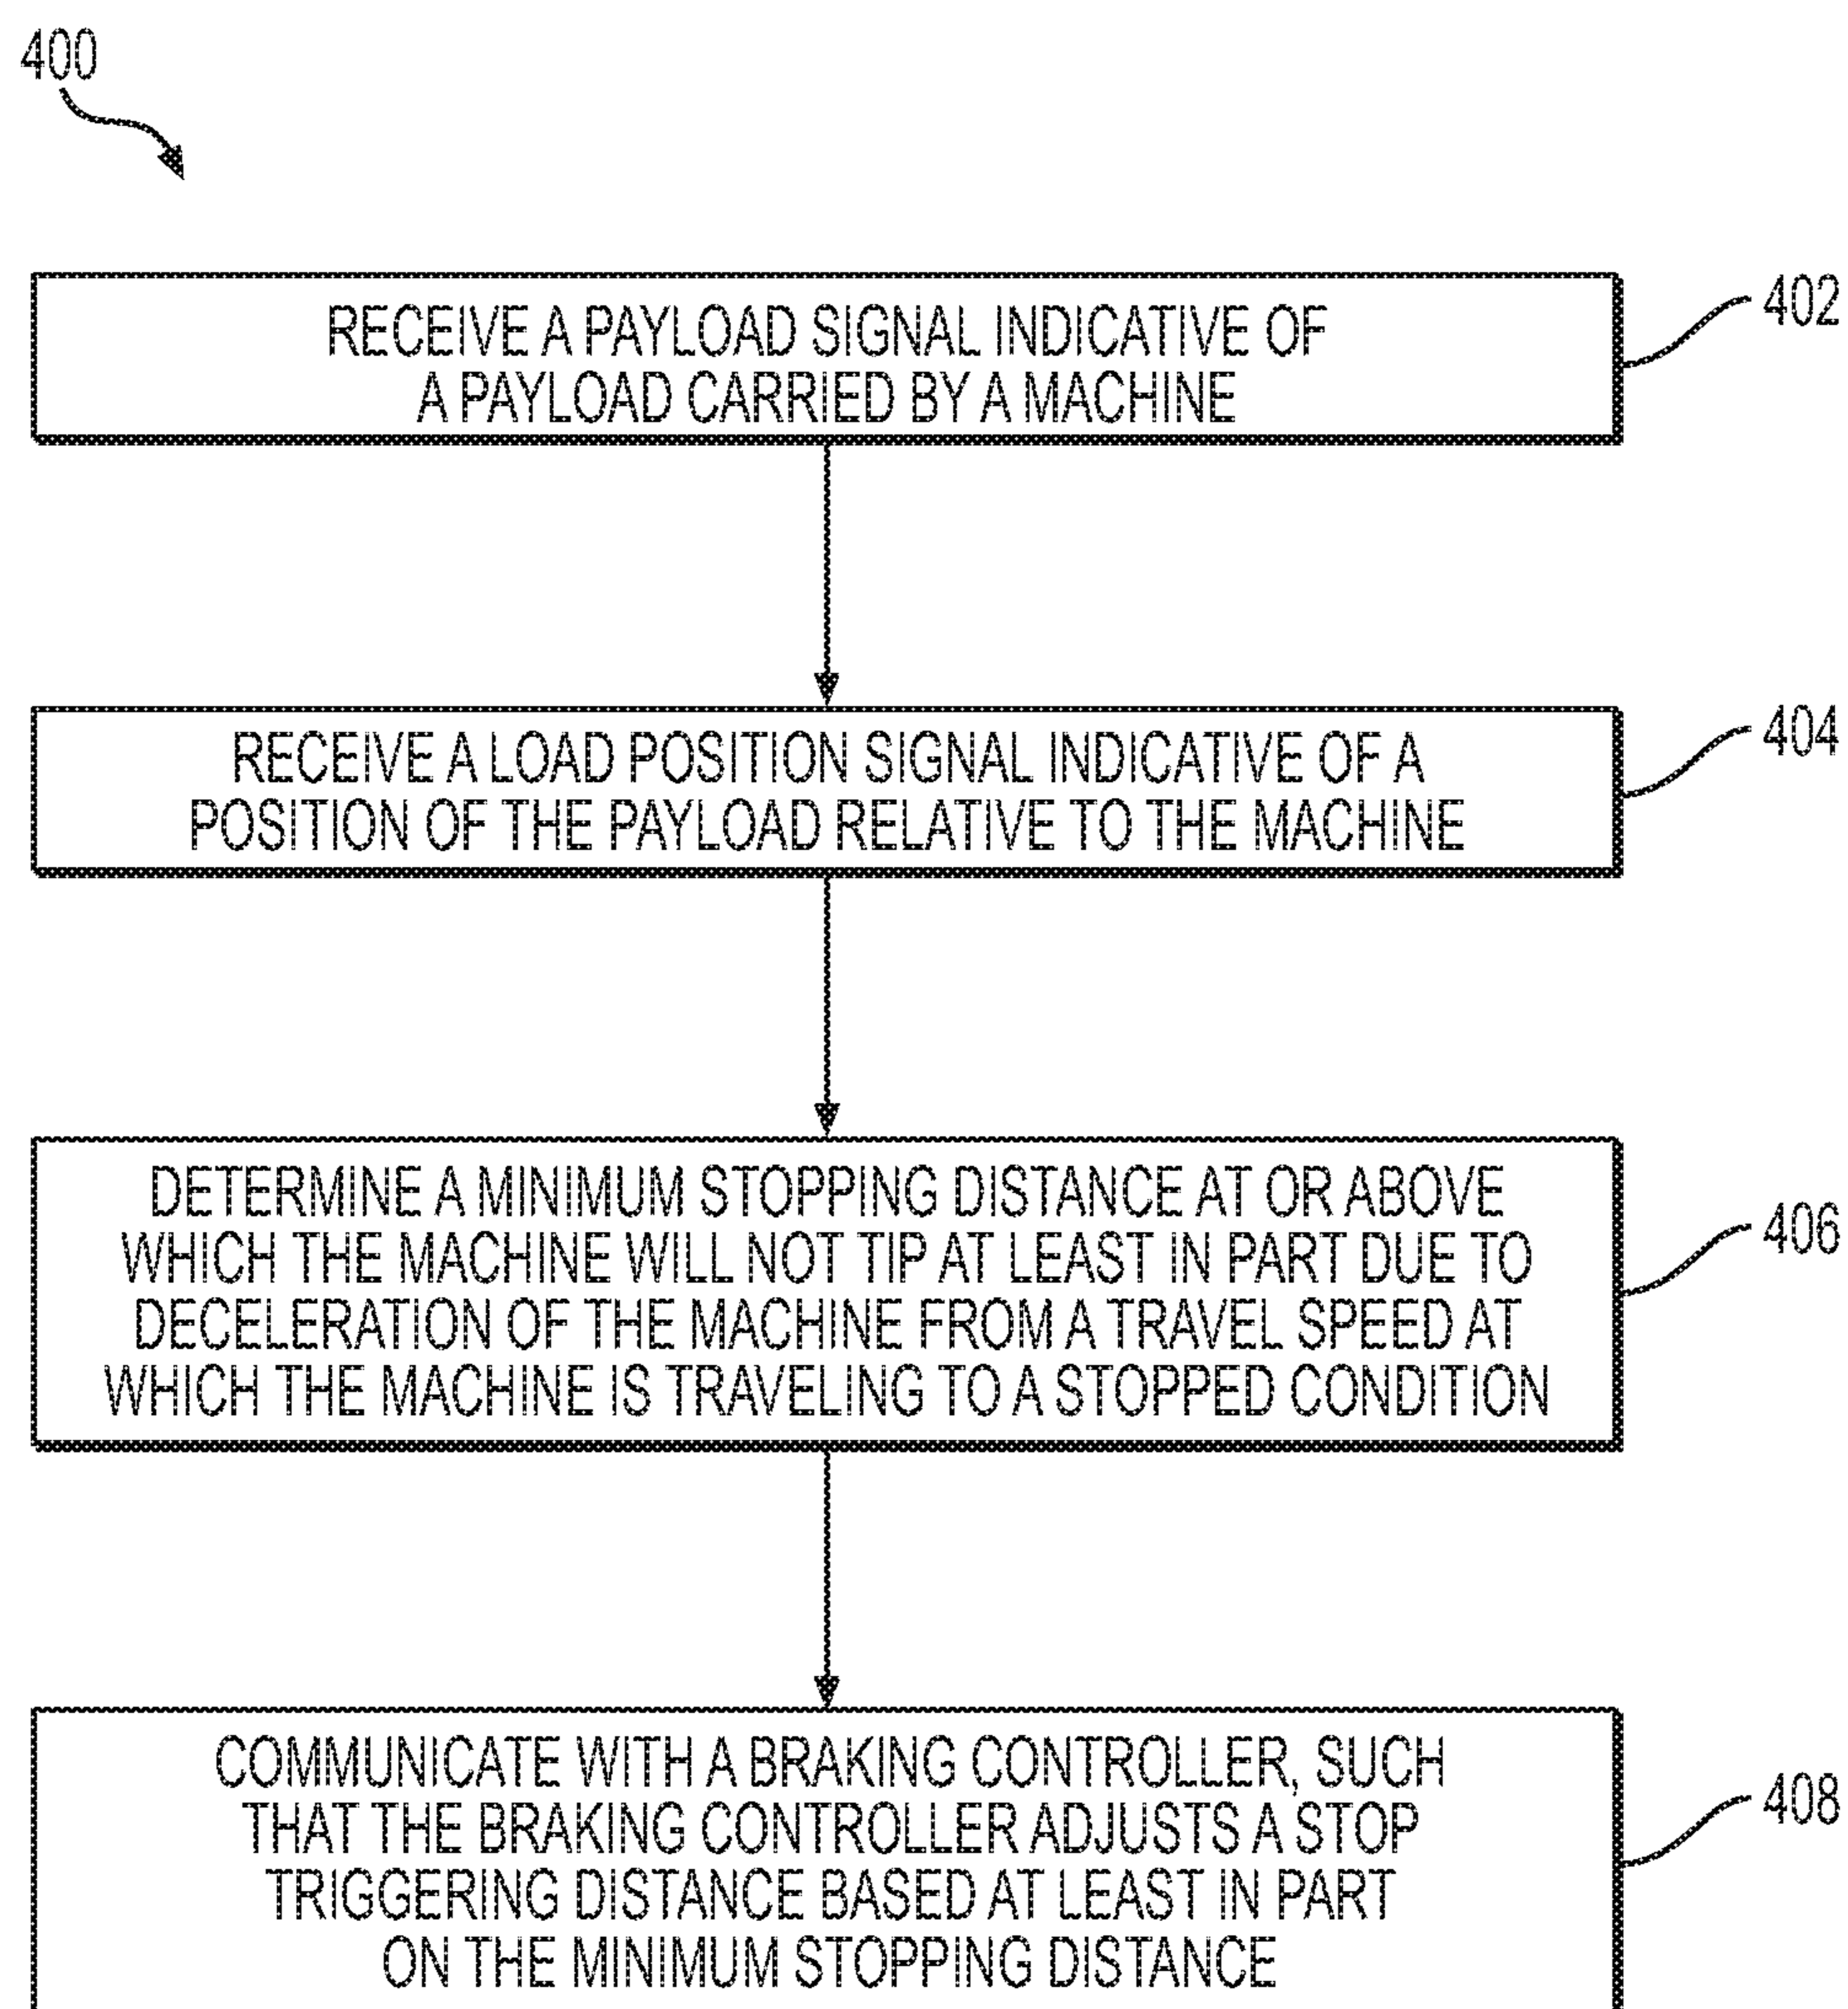 400
RECEIVE A PAYLOAD SIGNAL INDICATIVE OF
A PAYLOAD CARRIED BY A MACHINE
402
RECEIVE A LOAD POSITION SIGNAL INDICATIVE OF A
POSITION OF THE PAYLOAD RELATIVE TO THE MACHINE
404
DETERMINE A MINIMUM STOPPING DISTANCE AT OR ABOVE
WHICH THE MACHINE WILL NOT TIP AT LEAST IN PART DUE TO
DECELERATION OF THE MACHINE FROM A TRAVEL SPEED AT
WHICH THE MACHINE IS TRAVELING TO A STOPPED CONDITION
406
COMMUNICATE WITH A BRAKING CONTROLLER, SUCH
THAT THE BRAKING CONTROLLER ADJUSTS A STOP
TRIGGERING DISTANCE BASED AT LEAST IN PART
ON THE MINIMUM STOPPING DISTANCE
408